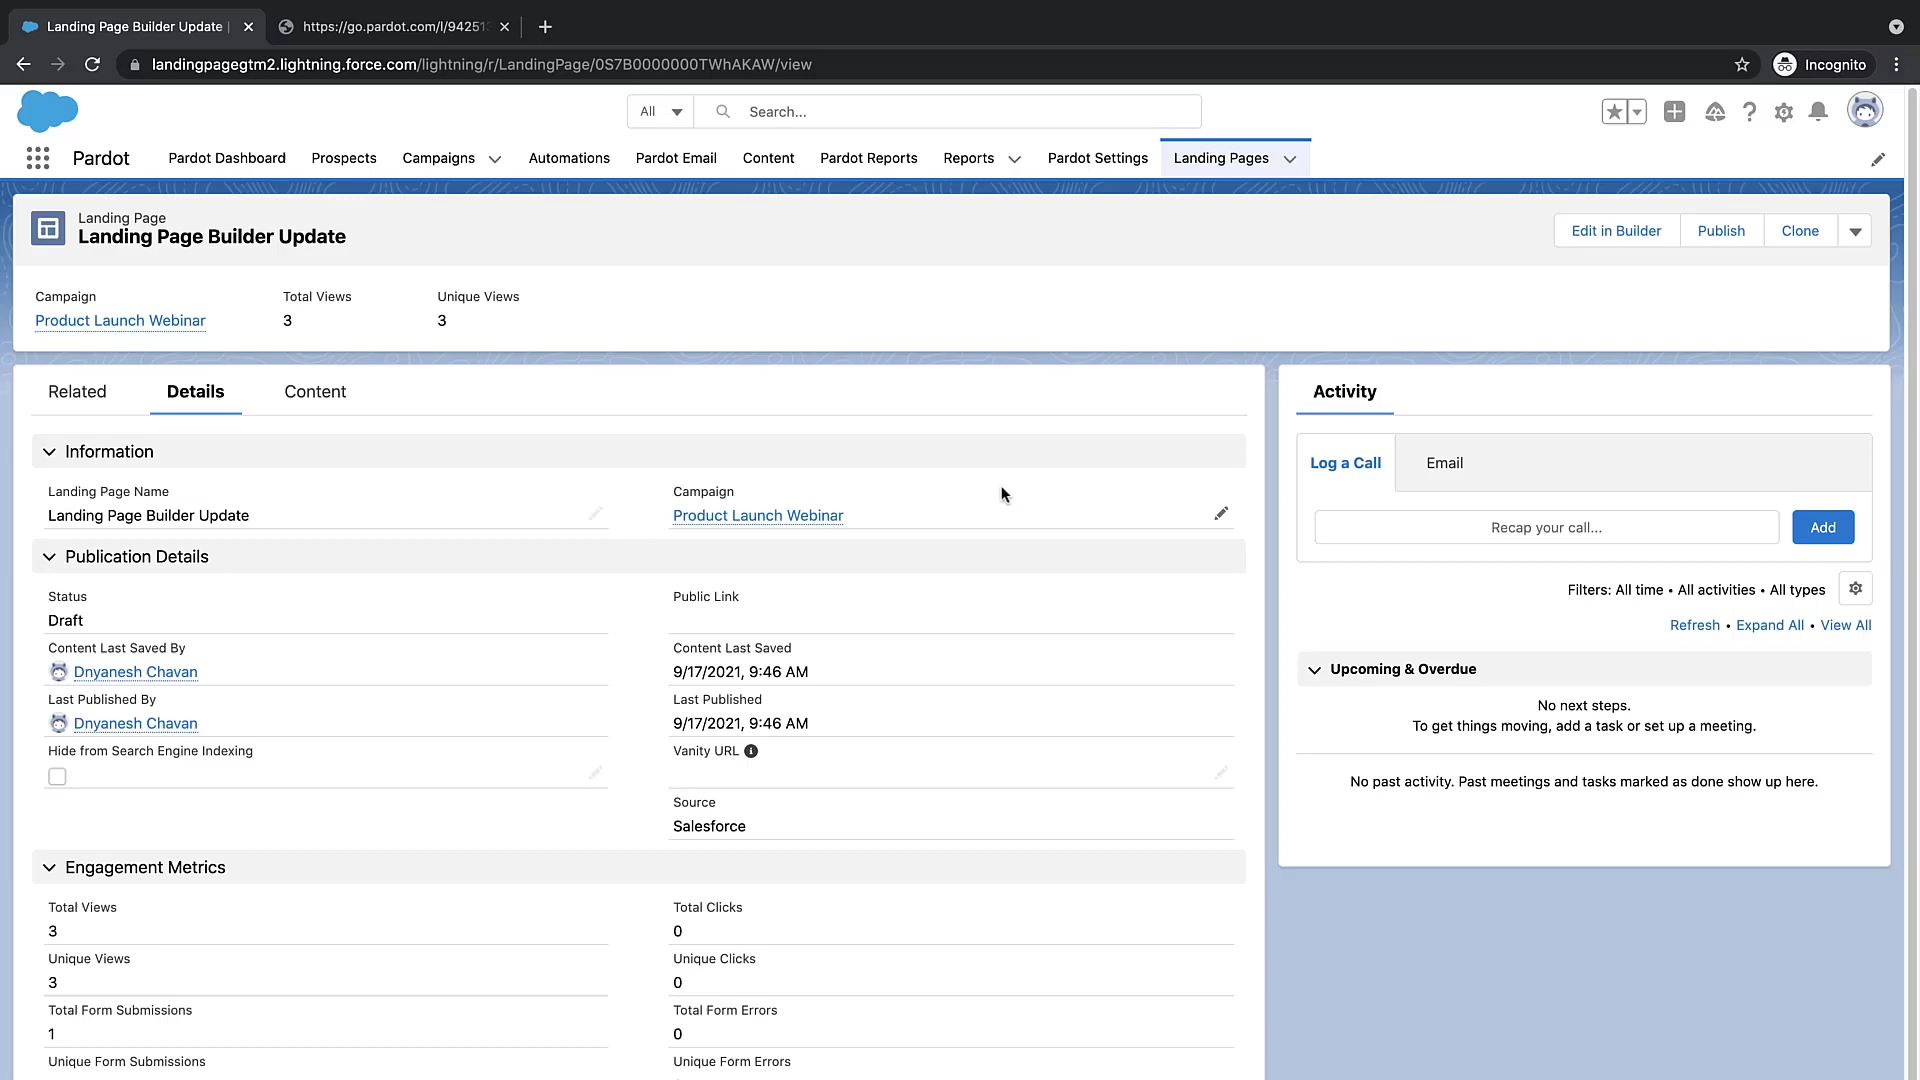 Landing Page Builder Update |
https://go.pardot.com/l/94251
landingpagegtm2.lightning.force.com/lightning/r/LandingPage/0S7B0000000TWhAKAW/view
Incognito
All
Search...
Pardot
Pardot Dashboard
Prospects
Campaigns
Automations
Pardot Email
Content
Pardot Reports
Reports
Pardot Settings
Landing Pages
Landing Page
Landing Page Builder Update
Edit in Builder
Publish
Clone
Campaign
Total Views
Unique Views
Product Launch Webinar
3
3
Related
Details
Content
Information
Landing Page Name
Landing Page Builder Update
Campaign
Product Launch Webinar
Publication Details
Status
Draft
Public Link
Content Last Saved By
Dnyanesh Chavan
Content Last Saved
9/17/2021, 9:46 AM
Last Published By
Dnyanesh Chavan
Last Published
9/17/2021, 9:46 AM
Hide from Search Engine Indexing
Vanity URL
Source
Salesforce
Engagement Metrics
Total Views
3
Total Clicks
0
Unique Views
3
Unique Clicks
0
Total Form Submissions
1
Total Form Errors
0
Unique Form Submissions
Unique Form Errors
Activity
Log a Call
Email
Recap your call...
Add
Filters: All time • All activities • All types
Refresh • Expand All • View All
Upcoming & Overdue
No next steps.
To get things moving, add a task or set up a meeting.
No past activity. Past meetings and tasks marked as done show up here.